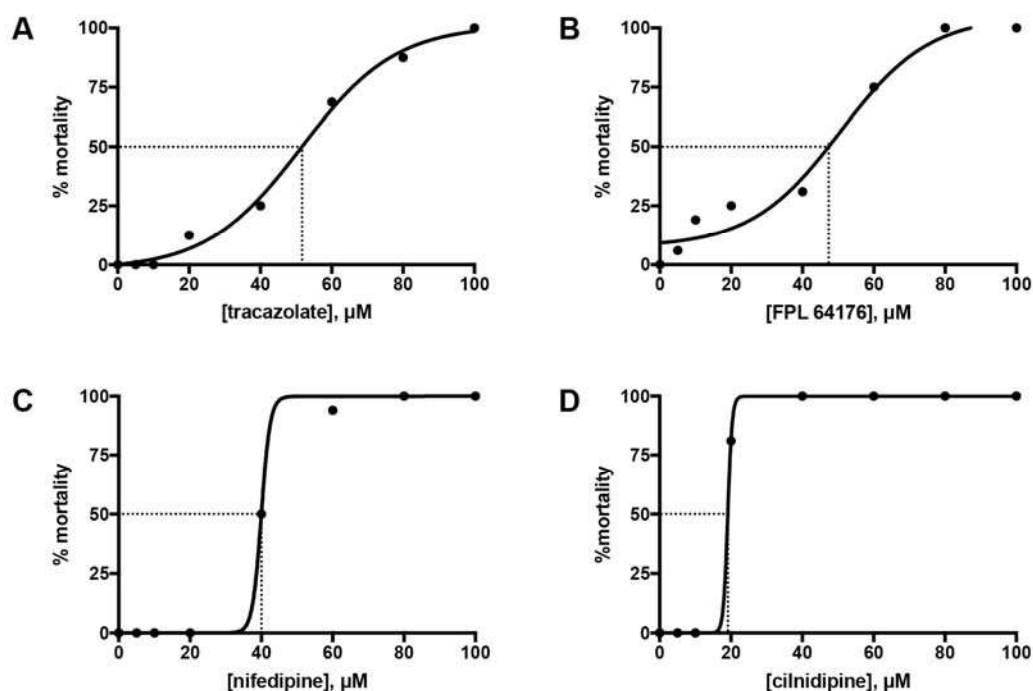 A
100
75
50
25
0
% mortality
0 20 40 60 80 100
[tracazolate], µM
B
100
75
50
25
0
% mortality
0 20 40 60 80 100
[FPL 64176], µM
C
100
75
50
25
0
% mortality
0 20 40 60 80 100
[nifedipine], µM
D
100
75
50
25
0
%mortality
0 20 40 60 80 100
[cilnidipine], µM